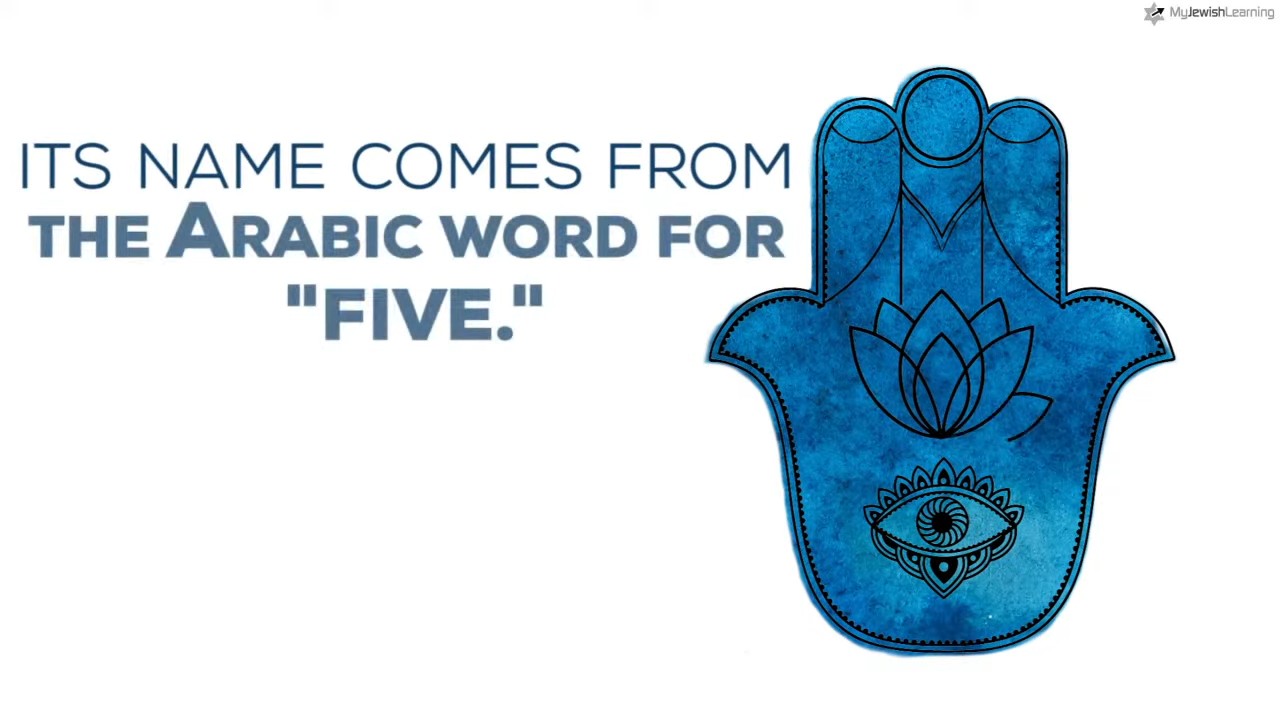 MyJewishLearning
ITS NAME COMES FROM
THE ARABIC WORD FOR
"FIVE."